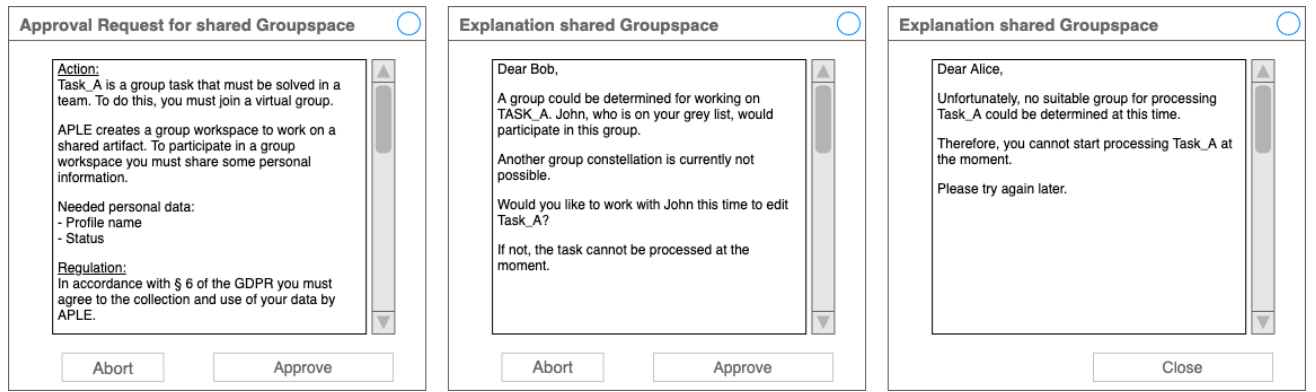 Approval Request for shared Groupspace
Action:
Task_A is a group task that must be solved in a
team. To do this, you must join a virtual group.
APLE creates a group workspace to work on a
shared artifact. To participate in a group
workspace you must share some personal
information.
Needed personal data:
- Profile name
- Status
Regulation:
In accordance with § 6 of the GDPR you must
agree to the collection and use of your data by
APLE.
Abort
Approve
Explanation shared Groupspace
Dear Bob,
A group could be determined for working on
TASK_A. John, who is on your grey list, would
participate in this group.
Another group constellation is currently not
possible.
Would you like to work with John this time to edit
Task_A?
If not, the task cannot be processed at the
moment.
Abort
Approve
Explanation shared Groupspace
Dear Alice,
Unfortunately, no suitable group for processing
Task_A could be determined at this time.
Therefore, you cannot start processing Task_A at
the moment.
Please try again later.
Close